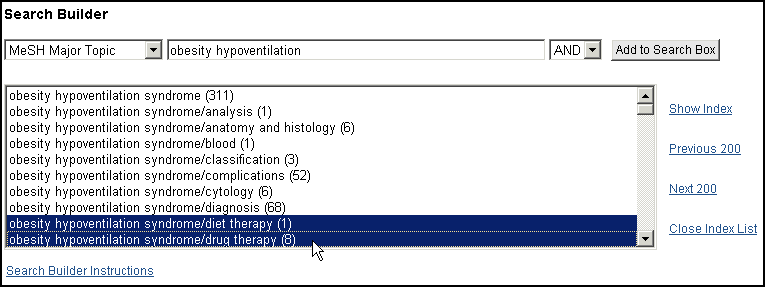 Search Builder
MeSH Major Topic obesity hypoventilation AND Add to Search Box
obesity hypoventilation syndrome (311)
obesity hypoventilation syndrome/analysis (1)
obesity hypoventilation syndrome/anatomy and histology (6)
obesity hypoventilation syndrome/blood (1)
obesity hypoventilation syndrome/classification (3)
obesity hypoventilation syndrome/complications (52)
obesity hypoventilation syndrome/cytology (6)
obesity hypoventilation syndrome/diagnosis (68)
obesity hypoventilation syndrome/diet therapy (1)
obesity hypoventilation syndrome/drug therapy (8)
Show Index
Previous 200
Next 200
Close Index List
Search Builder Instructions